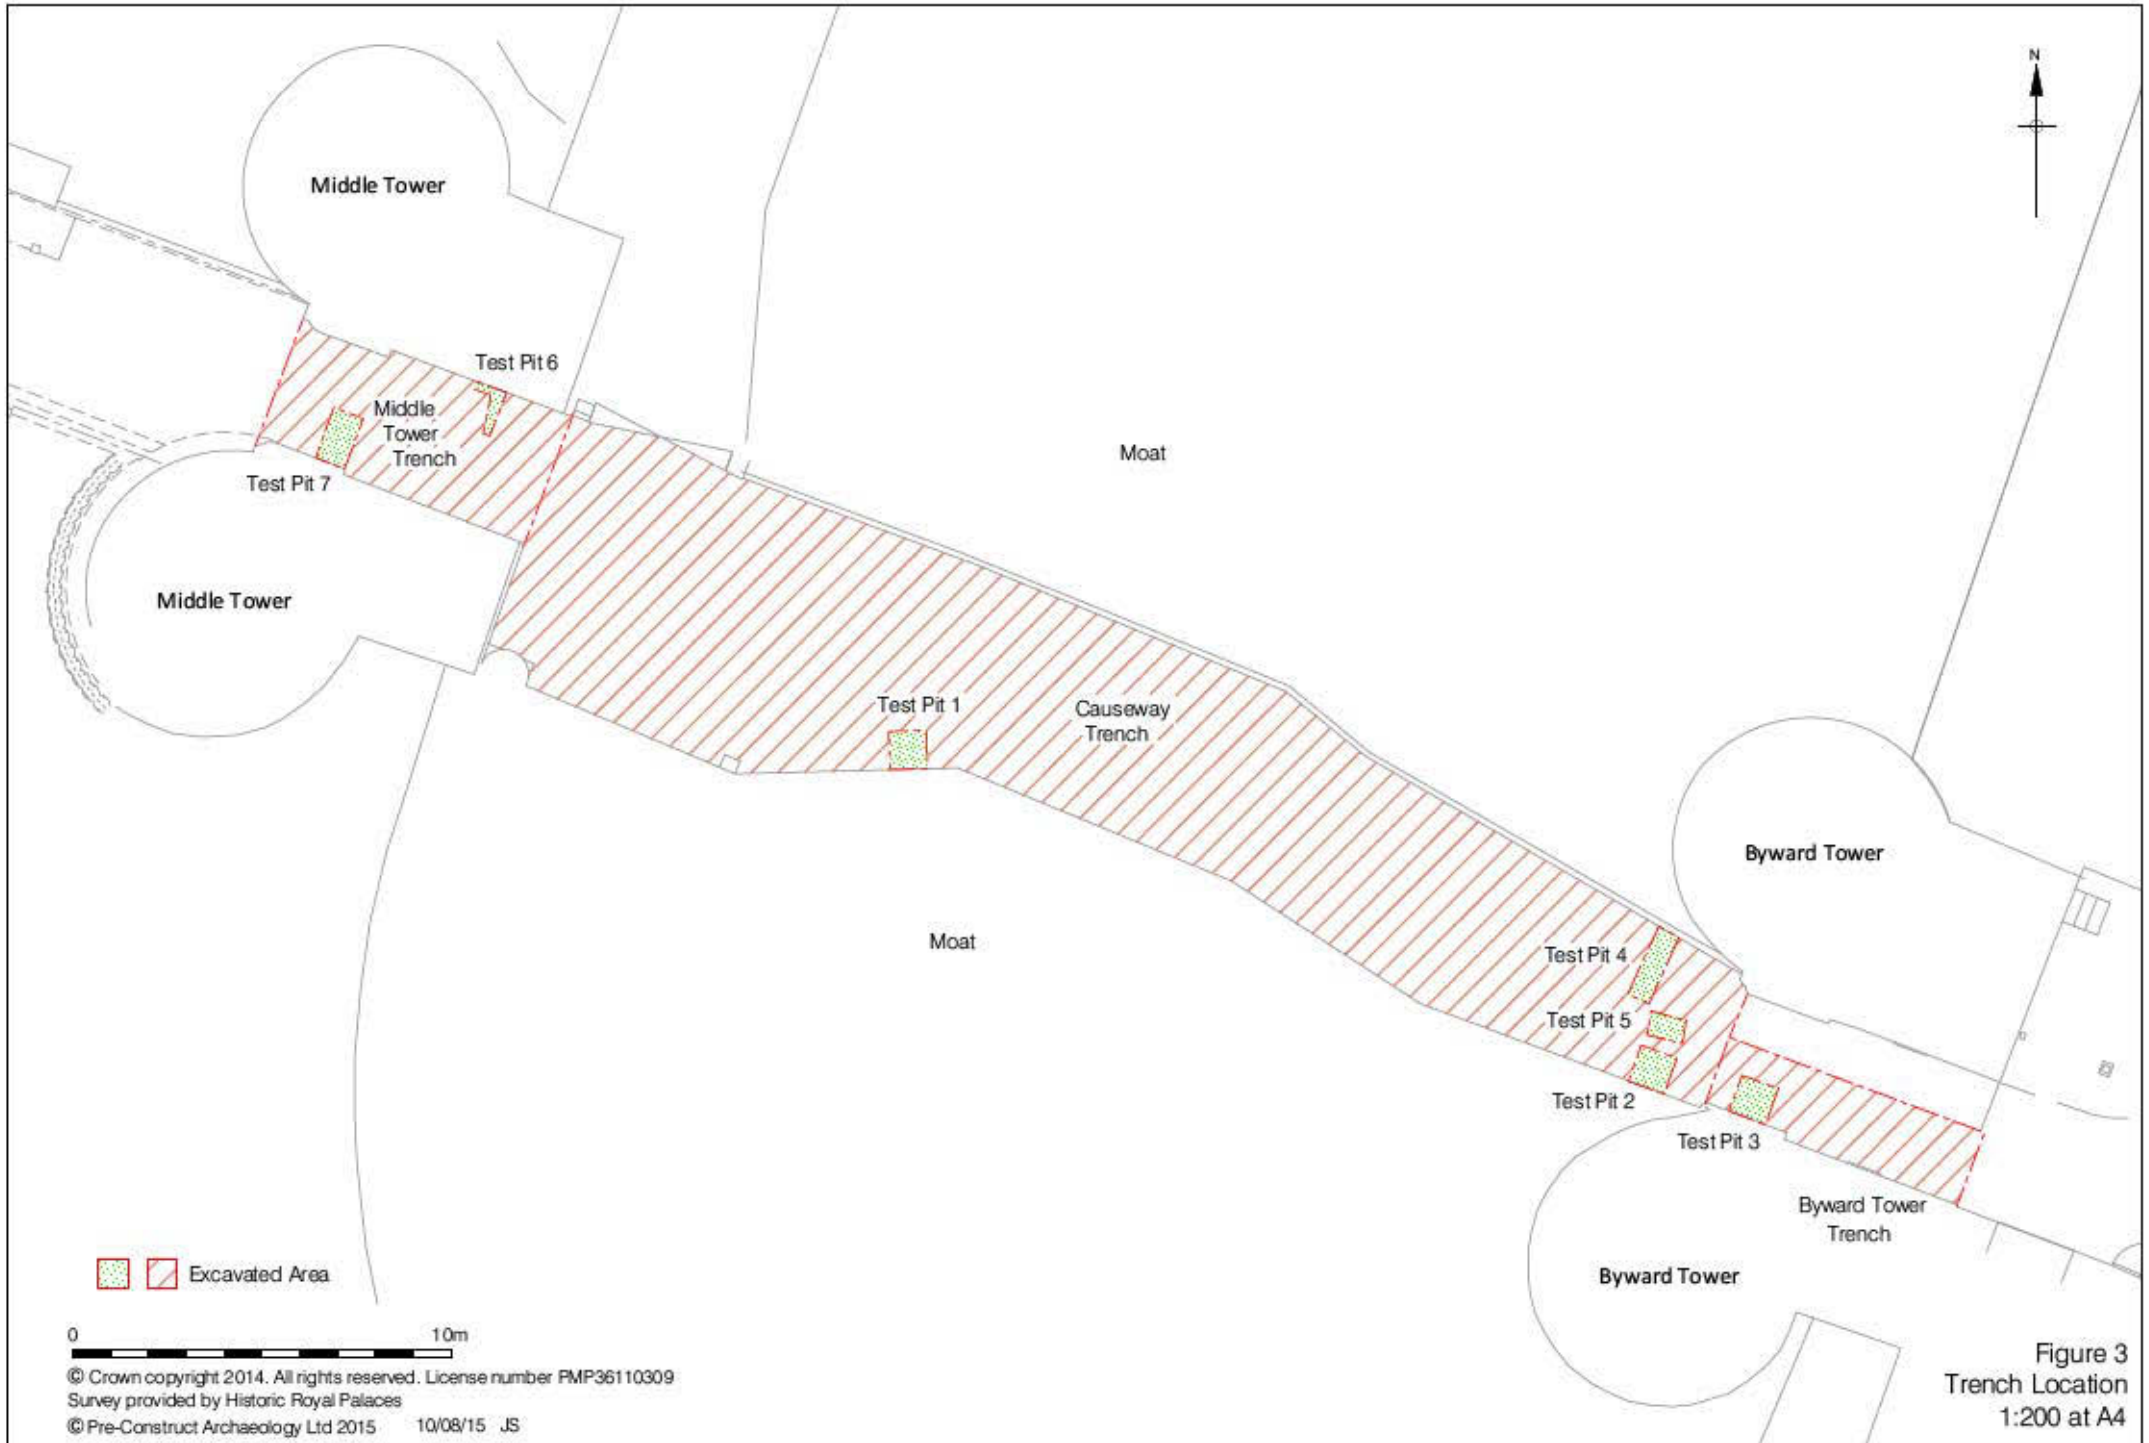 N
Middle Tower
Test Pit 6
Middle
Tower
Trench
Moat
Test Pit 7
Middle Tower
Test Pit 1
Causeway
Trench
Byward Tower
Moat
Test Pit 4
Test Pit 5
Test Pit 2
Test Pit 3
Byward Tower
Trench
Byward Tower
Excavated Area
0 10m
© Crown copyright 2014. All rights reserved. License number PMP36110309
Survey provided by Historic Royal Palaces
© Pre-Construct Archaeology Ltd 2015 10/08/15 JS
Figure 3
Trench Location
1:200 at A4